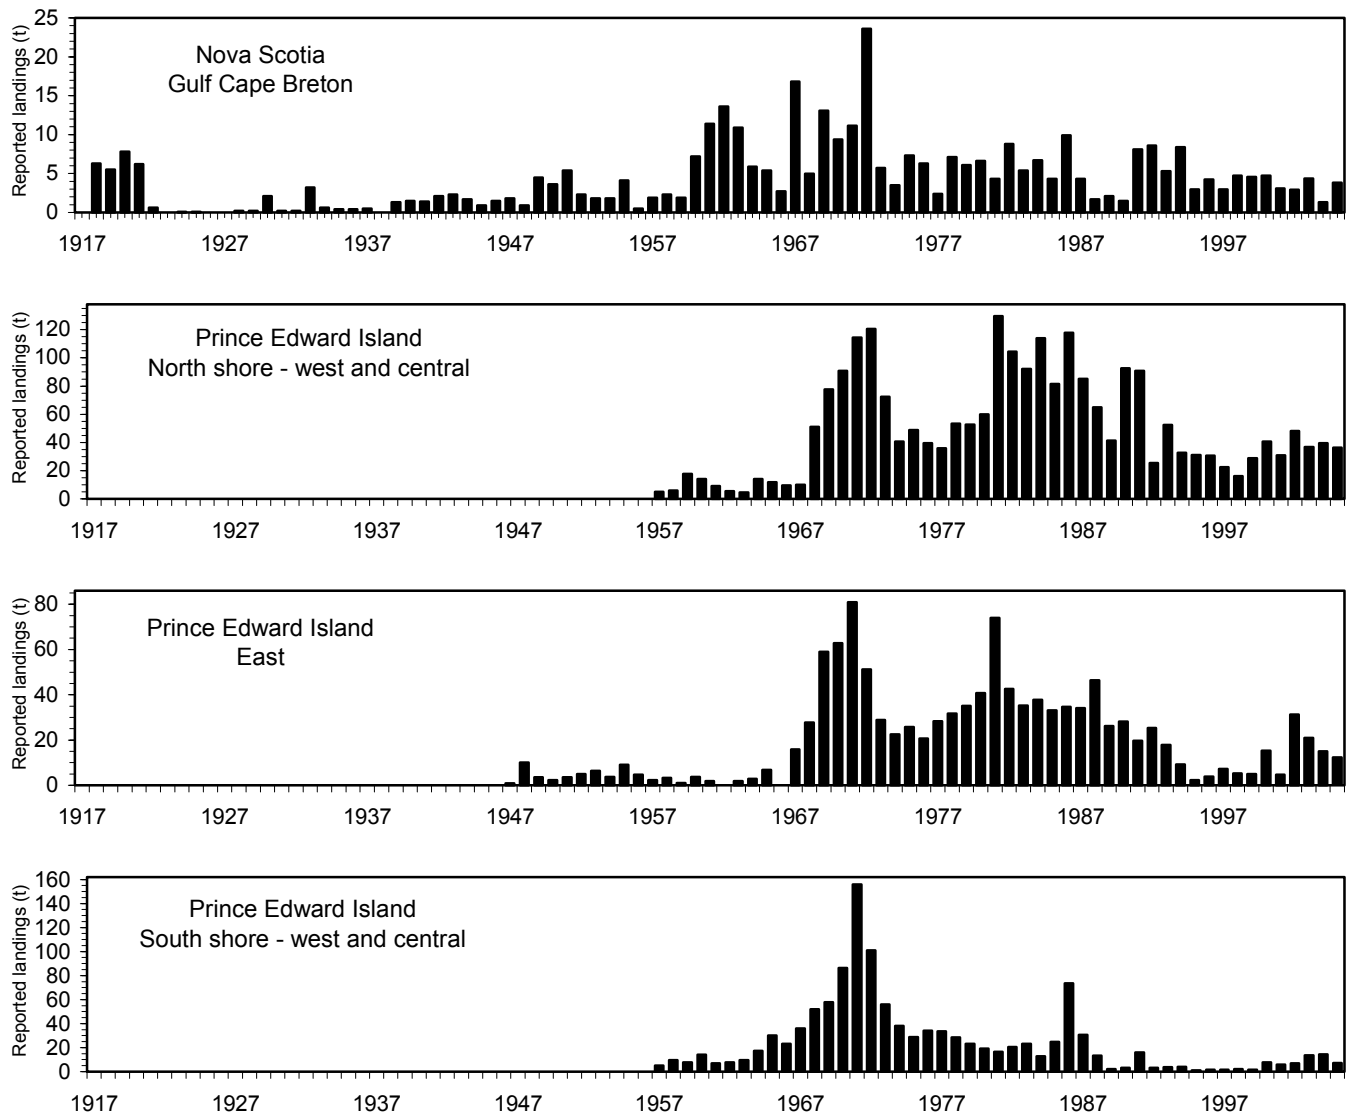 Reported landings (t)
25
20
15
10
5
0
Nova Scotia
Gulf Cape Breton
1917 1927 1937 1947 1957 1967 1977 1987 1997
Reported landings (t)
120
100
80
60
40
20
0
Prince Edward Island
North shore - west and central
1917 1927 1937 1947 1957 1967 1977 1987 1997
Reported landings (t)
80
60
40
20
0
Prince Edward Island
East
1917 1927 1937 1947 1957 1967 1977 1987 1997
Reported landings (t)
160
140
120
100
80
60
40
20
0
Prince Edward Island
South shore - west and central
1917 1927 1937 1947 1957 1967 1977 1987 1997